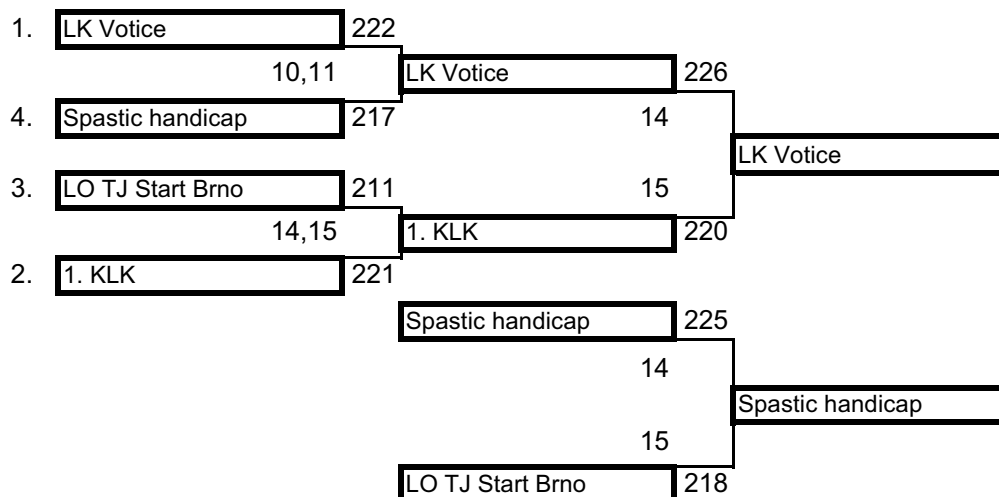 1. LK Votice 222
10,11 LK Votice 226
4. Spastic handicap 217 14
LK Votice
3. LO TJ Start Brno 211 15
14,15 1. KLK 220
2. 1. KLK 221
Spastic handicap 225
14
Spastic handicap
15
LO TJ Start Brno 218